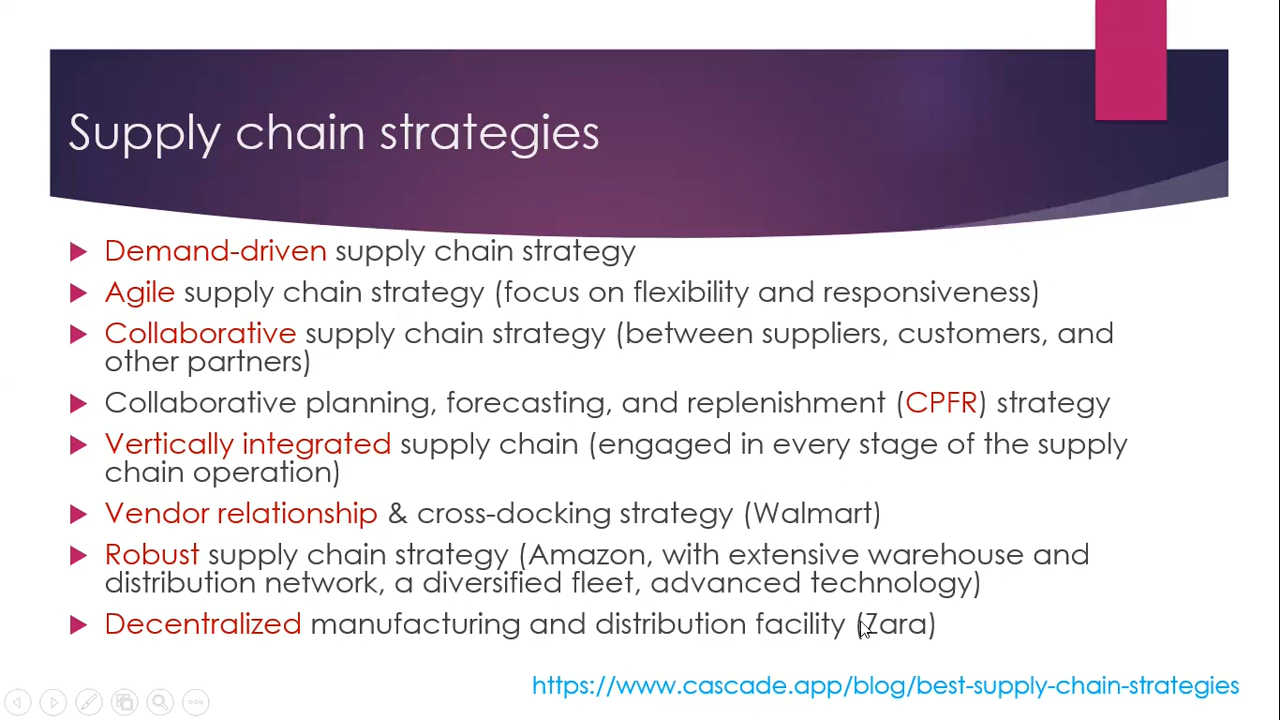 Supply chain strategies
Demand-driven supply chain strategy
Agile supply chain strategy (focus on flexibility and responsiveness)
Collaborative supply chain strategy (between suppliers, customers, and
other partners)
Collaborative planning, forecasting, and replenishment (CPFR) strategy
Vertically integrated supply chain (engaged in every stage of the supply
chain operation)
Vendor relationship & cross-docking strategy (Walmart)
Robust supply chain strategy (Amazon, with extensive warehouse and
distribution network, a diversified fleet, advanced technology)
Decentralized manufacturing and distribution facility (Zara)
https://www.cascade.app/blog/best-supply-chain-strategies